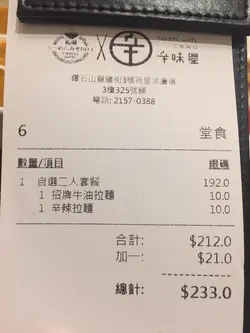 辛味屋
鑽石山龍蟠街3號荷里活廣場
3樓325號舖
電話: 2157-0388
6 堂食
數量/項目 銀碼
1 自選二人套餐 192.0
1 招牌牛油拉麵 10.0
1 辛辣拉麵 10.0
合計: $212.0
加一: $21.0
總計: $233.0